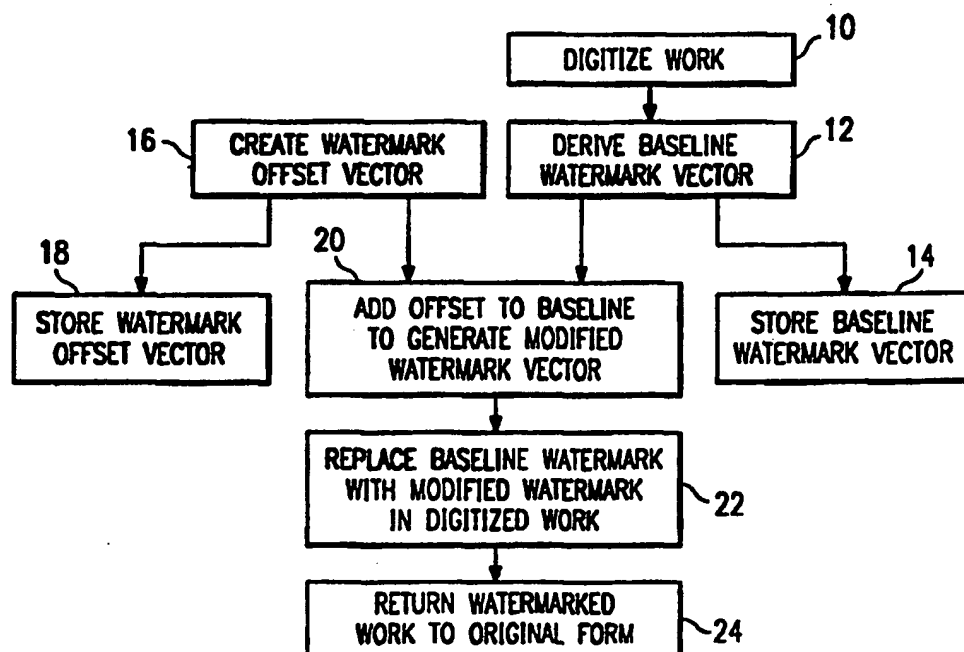 10
DIGITIZE WORK
16
CREATE WATERMARK
OFFSET VECTOR
12
DERIVE BASELINE
WATERMARK VECTOR
18
STORE WATERMARK
OFFSET VECTOR
20
ADD OFFSET TO BASELINE
TO GENERATE MODIFIED
WATERMARK VECTOR
14
STORE BASELINE
WATERMARK VECTOR
REPLACE BASELINE WATERMARK
WITH MODIFIED WATERMARK
IN DIGITIZED WORK
22
RETURN WATERMARKED
WORK TO ORIGINAL FORM
24